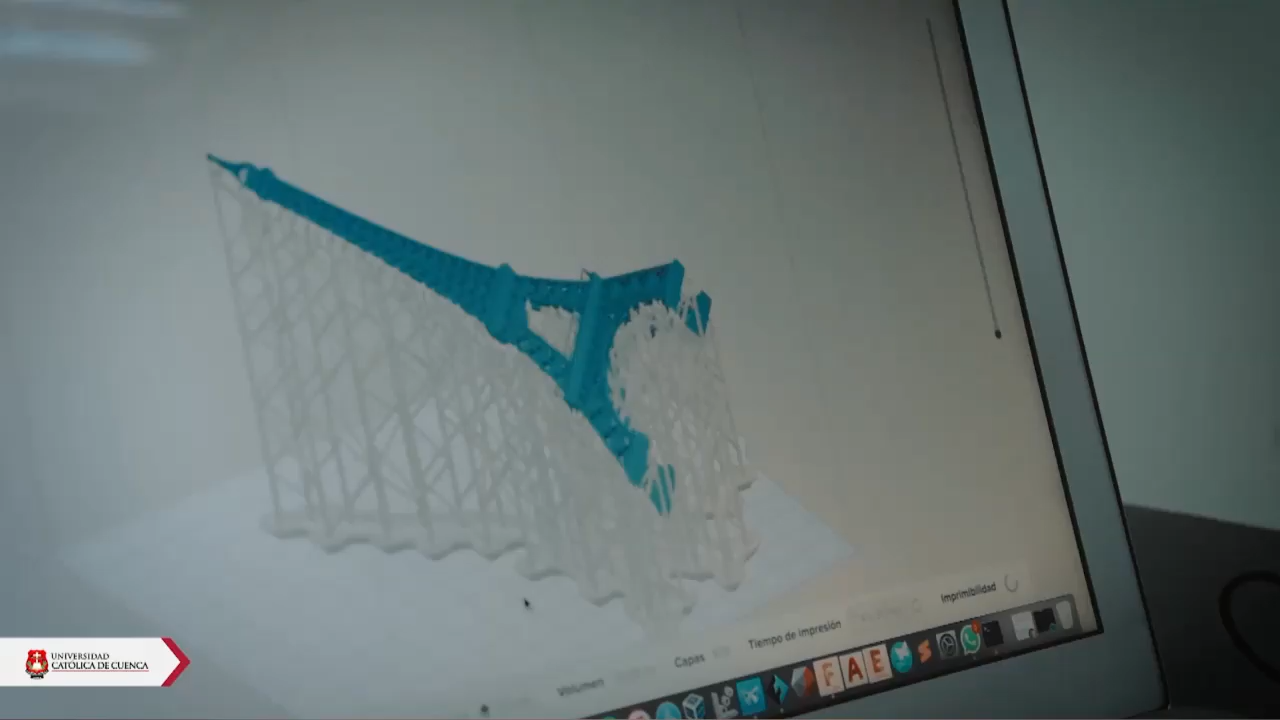 Imprimibilidad
Tiempo de impresión
Capas
Volumen
F A E
UNIVERSIDAD
CATÓLICA DE CUENCA